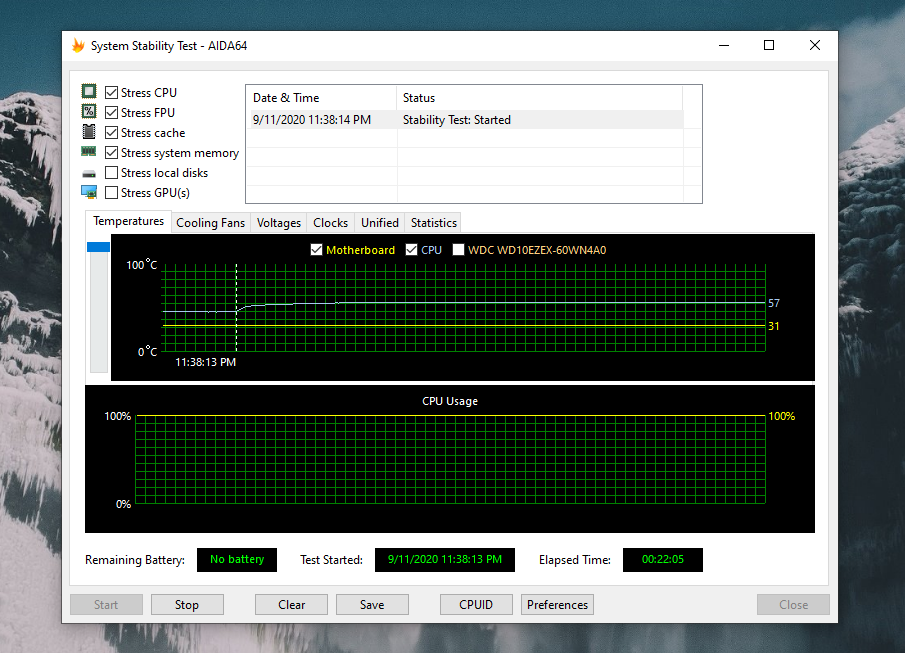 System Stability Test - AIDA64
Stress CPU
Stress FPU
Stress cache
Stress system memory
Stress local disks
Stress GPU(s)
Date & Time Status
9/11/2020 11:38:14 PM Stability Test: Started
Temperatures Cooling Fans Voltages Clocks Unified Statistics
Motherboard CPU WDC WD10EZEX-60WN4A0
100°C
57
31
0°C
11:38:13 PM
CPU Usage
100% 100%
0%
Remaining Battery: No battery Test Started: 9/11/2020 11:38:13 PM Elapsed Time: 00:22:05
Start Stop Clear Save CPUID Preferences Close